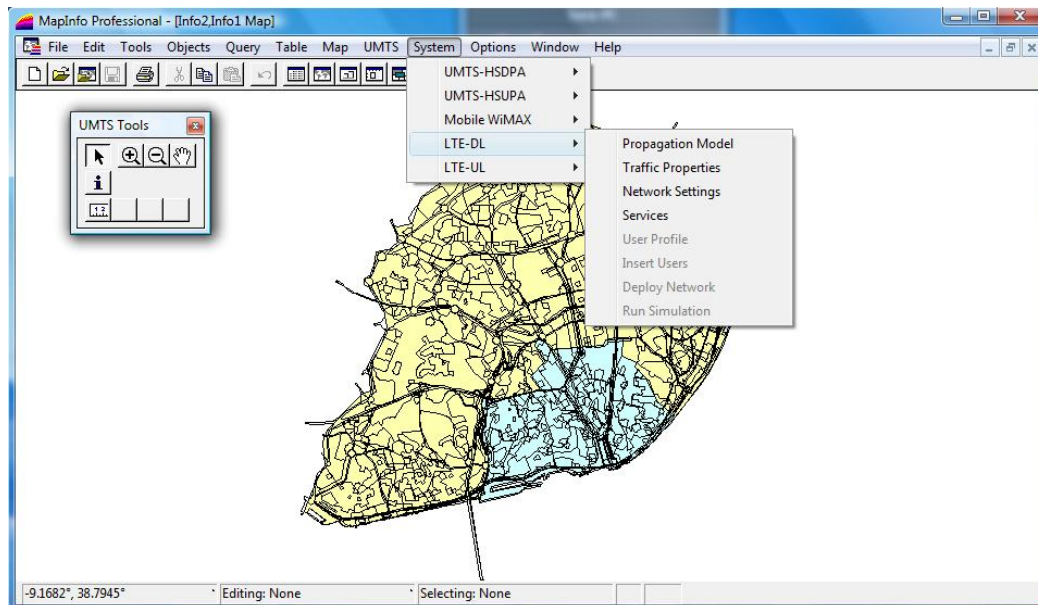 MapInfo Professional - [Info2,Info1 Map]
File Edit Tools Objects Query Table Map UMTS System Options Window Help
UMTS Tools
UMTS-HSDPA
UMTS-HSUPA
Mobile WiMAX
LTE-DL
LTE-UL
Propagation Model
Traffic Properties
Network Settings
Services
User Profile
Insert Users
Deploy Network
Run Simulation
-9.1682°, 38.7945° Editing: None Selecting: None